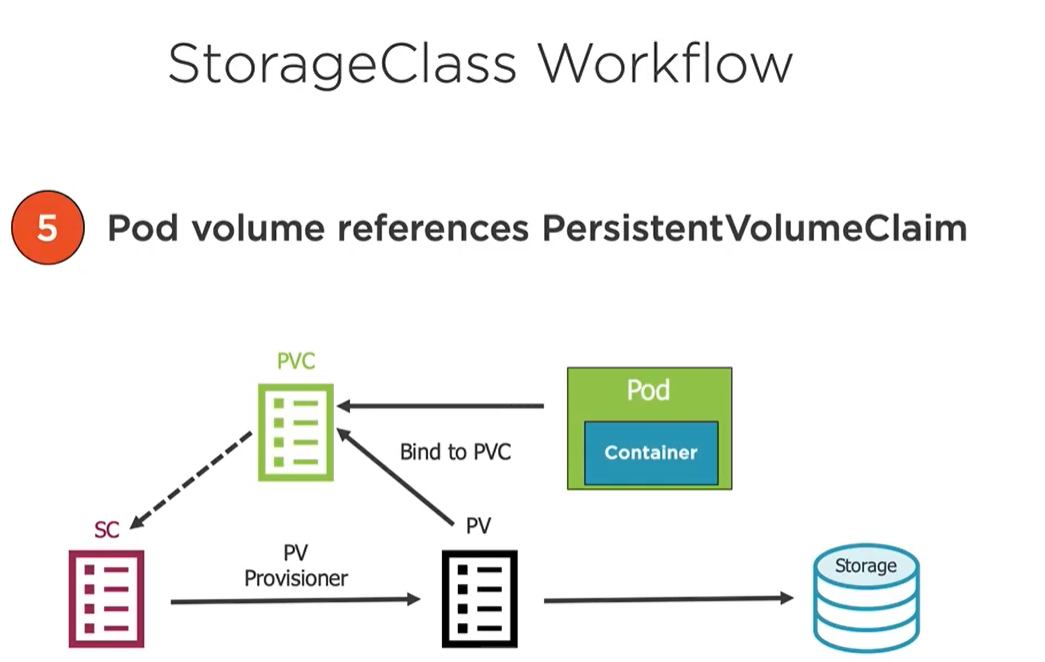 StorageClass Workflow
5
Pod volume references PersistentVolumeClaim
PVC
Pod
Container
Bind to PVC
SC
PV
Provisioner
PV
Storage